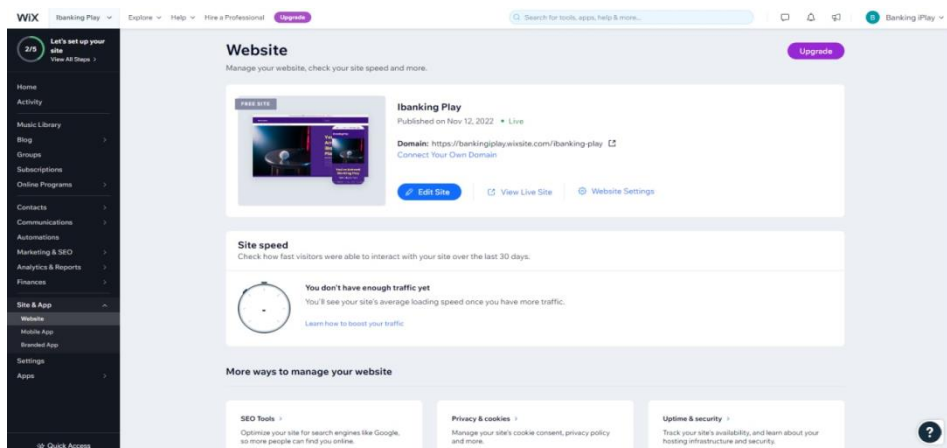 WiX
Ibanking Play
Explore
Help
Hire a Professional
Upgrade
Search for tools, apps, help & more...
B
Banking iPlay
2/5
Let's set up your
site
View All Steps >
Home
Activity
Music Library
Blog
Groups
Subscriptions
Online Programs
Contacts
Communications
Automations
Marketing & SEO
Analytics & Reports
Finances
Site & App
Website
Mobile App
Branded App
Settings
Apps
Quick Access
Website
Manage your website, check your site speed and more.
Upgrade
FREE SITE
Ibanking Play
Published on Nov 12, 2022 • Live
Domain: https://bankingiplay.wixsite.com/ibanking-play
Connect Your Own Domain
Edit Site
View Live Site
Website Settings
Site speed
Check how fast visitors were able to interact with your site over the last 30 days.
You don't have enough traffic yet
You'll see your site's average loading speed once you have more traffic.
Learn how to boost your traffic
More ways to manage your website
SEO Tools >
Optimize your site for search engines like Google,
so more people can find you online.
Privacy & cookies >
Manage your site's cookie consent, privacy policy
and more.
Uptime & security >
Track your site's availability, and learn about your
hosting infrastructure and security.
?